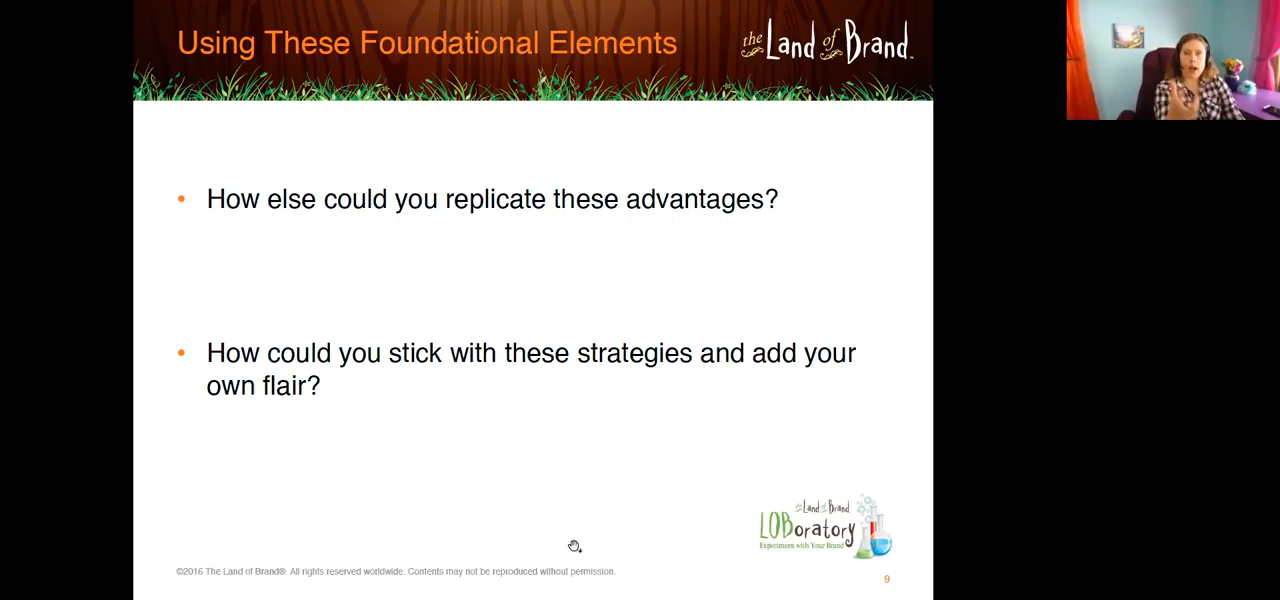 Using These Foundational Elements
the Land of Brand™
• How else could you replicate these advantages?
• How could you stick with these strategies and add your
own flair?
the Land of Brand
LOBoratory
Experiment with Your Brand
©2016 The Land of Brand®. All rights reserved worldwide. Contents may not be reproduced without permission.
9